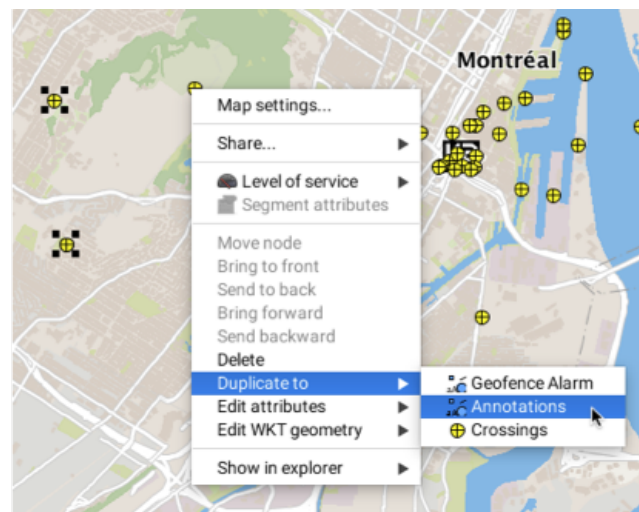 Montréal
Map settings...
Share...
Level of service
Segment attributes
Move node
Bring to front
Send to back
Bring forward
Send backward
Delete
Duplicate to
Geofence Alarm
Edit attributes
Annotations
Edit WKT geometry
Crossings
Show in explorer